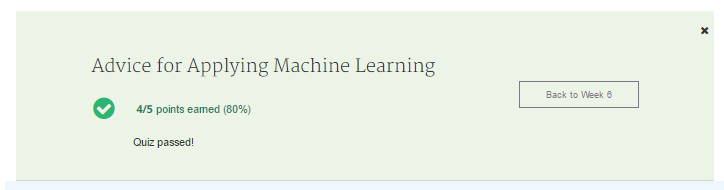 Advice for Applying Machine Learning
4/5 points earned (80%)
Back to Week 6
Quiz passed!